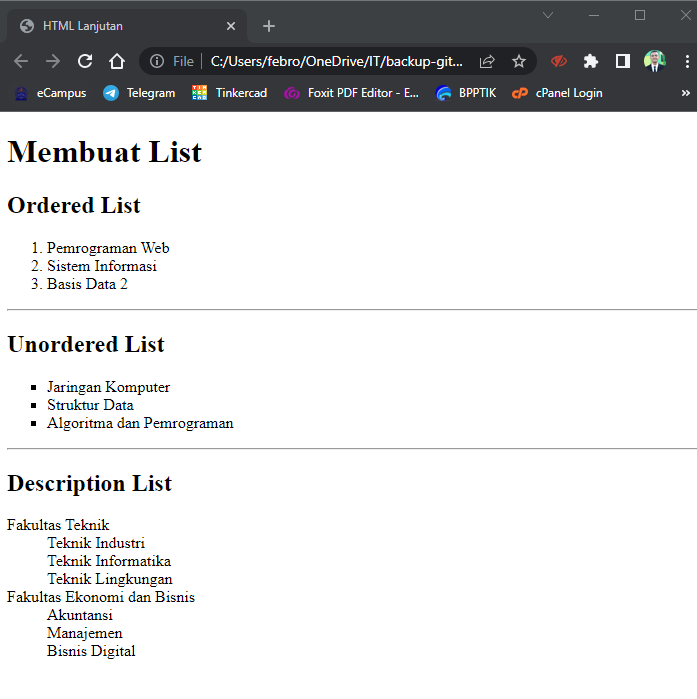 HTML Lanjutan
File
C:/Users/febro/OneDrive/IT/backup-git...
eCampus
Telegram
Tinkercad
Foxit PDF Editor - E...
BPPTIK
cPanel Login
»
Membuat List
Ordered List
1. Pemrograman Web
2. Sistem Informasi
3. Basis Data 2
Unordered List
▪ Jaringan Komputer
▪ Struktur Data
▪ Algoritma dan Pemrograman
Description List
Fakultas Teknik
Teknik Industri
Teknik Informatika
Teknik Lingkungan
Fakultas Ekonomi dan Bisnis
Akuntansi
Manajemen
Bisnis Digital